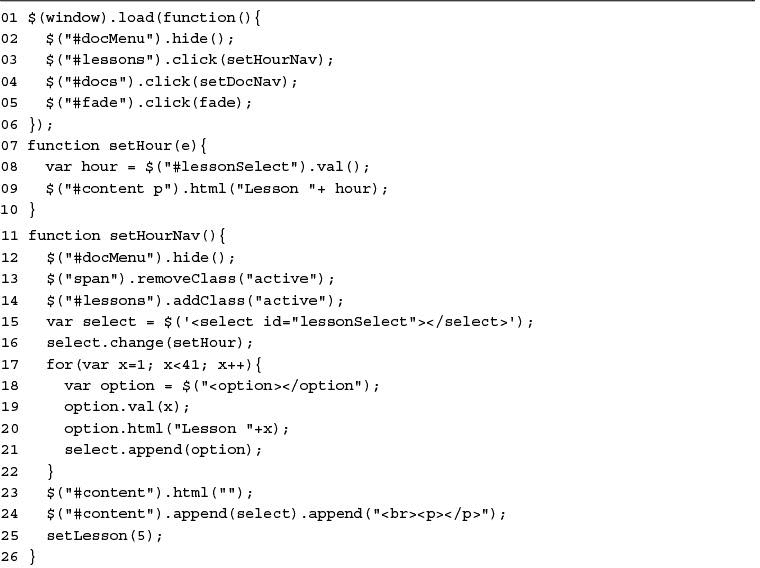 01 $(window).load(function(){
02   $("#docMenu").hide();
03   $("#lessons").click(setHourNav);
04   $("#docs").click(setDocNav);
05   $("#fade").click(fade);
06 });
07 function setHour(e){
08   var hour = $("#lessonSelect").val();
09   $("#content p").html("Lesson "+ hour);
10 }
11 function setHourNav(){
12   $("#docMenu").hide();
13   $("span").removeClass("active");
14   $("#lessons").addClass("active");
15   var select = $('<select id="lessonSelect"></select>');
16   select.change(setHour);
17   for(var x=1; x<41; x++){
18     var option = $("<option></option");
19     option.val(x);
20     option.html("Lesson "+x);
21     select.append(option);
22   }
23   $("#content").html("");
24   $("#content").append(select).append("<br><p></p>");
25   setLesson(5);
26 }